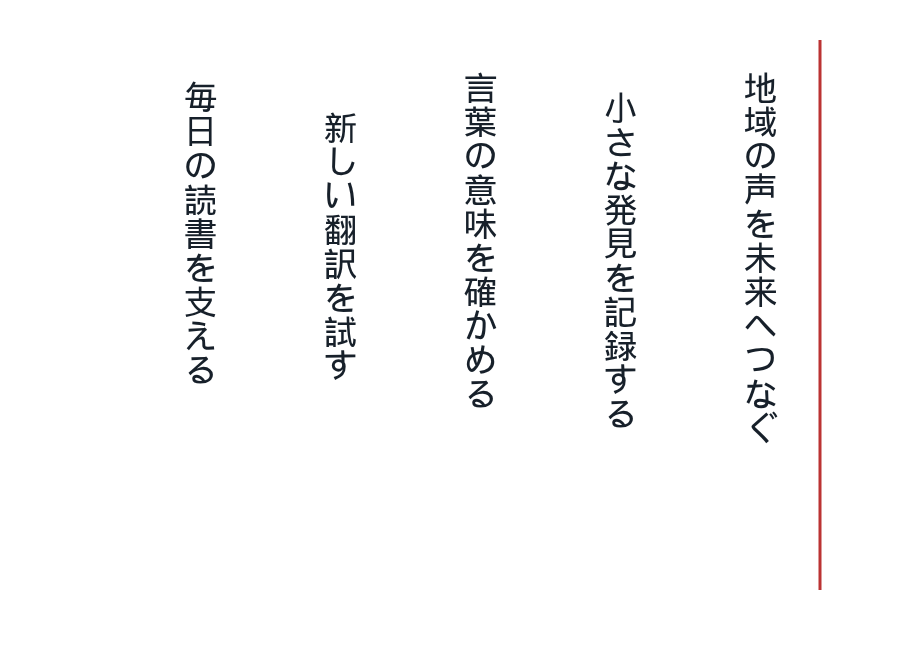 地域の声を未来へつなぐ
小さな発見を記録する
言葉の意味を確かめる
新しい翻訳を試す
毎日の読書を支える